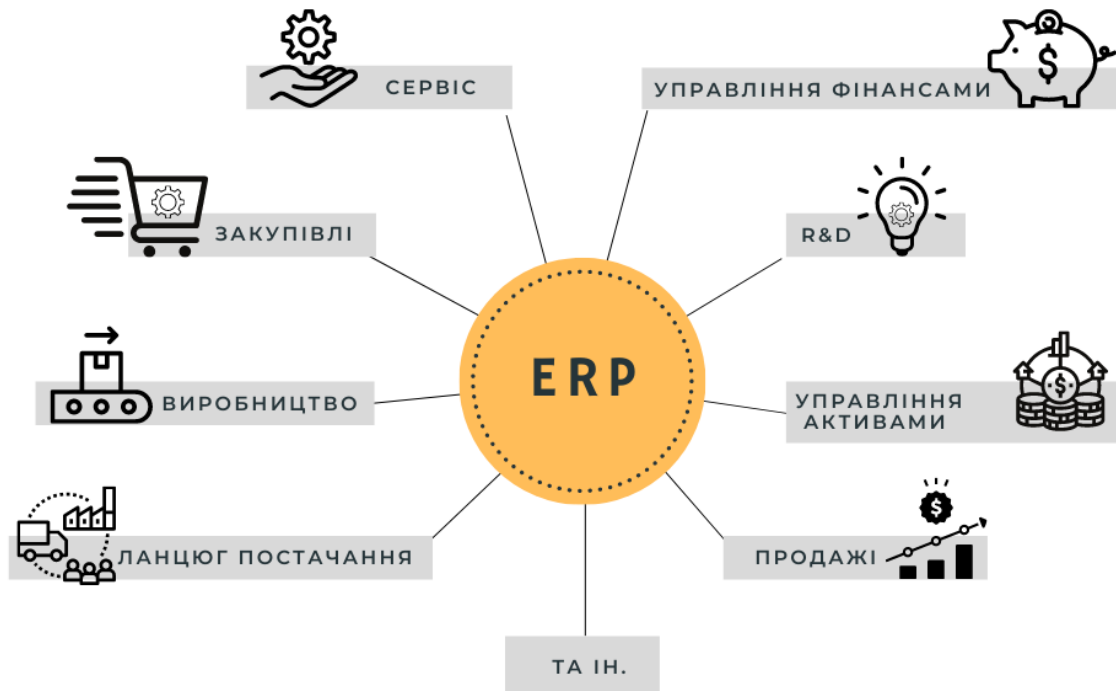 СЕРВІС
УПРАВЛІННЯ ФІНАНСАМИ
$
ЗАКУПІВЛІ
R&D
ERP
ВИРОБНИЦТВО
УПРАВЛІННЯ
АКТИВАМИ
$
ЛАНЦЮГ ПОСТАЧАННЯ
ПРОДАЖІ
$
ТА ІН.